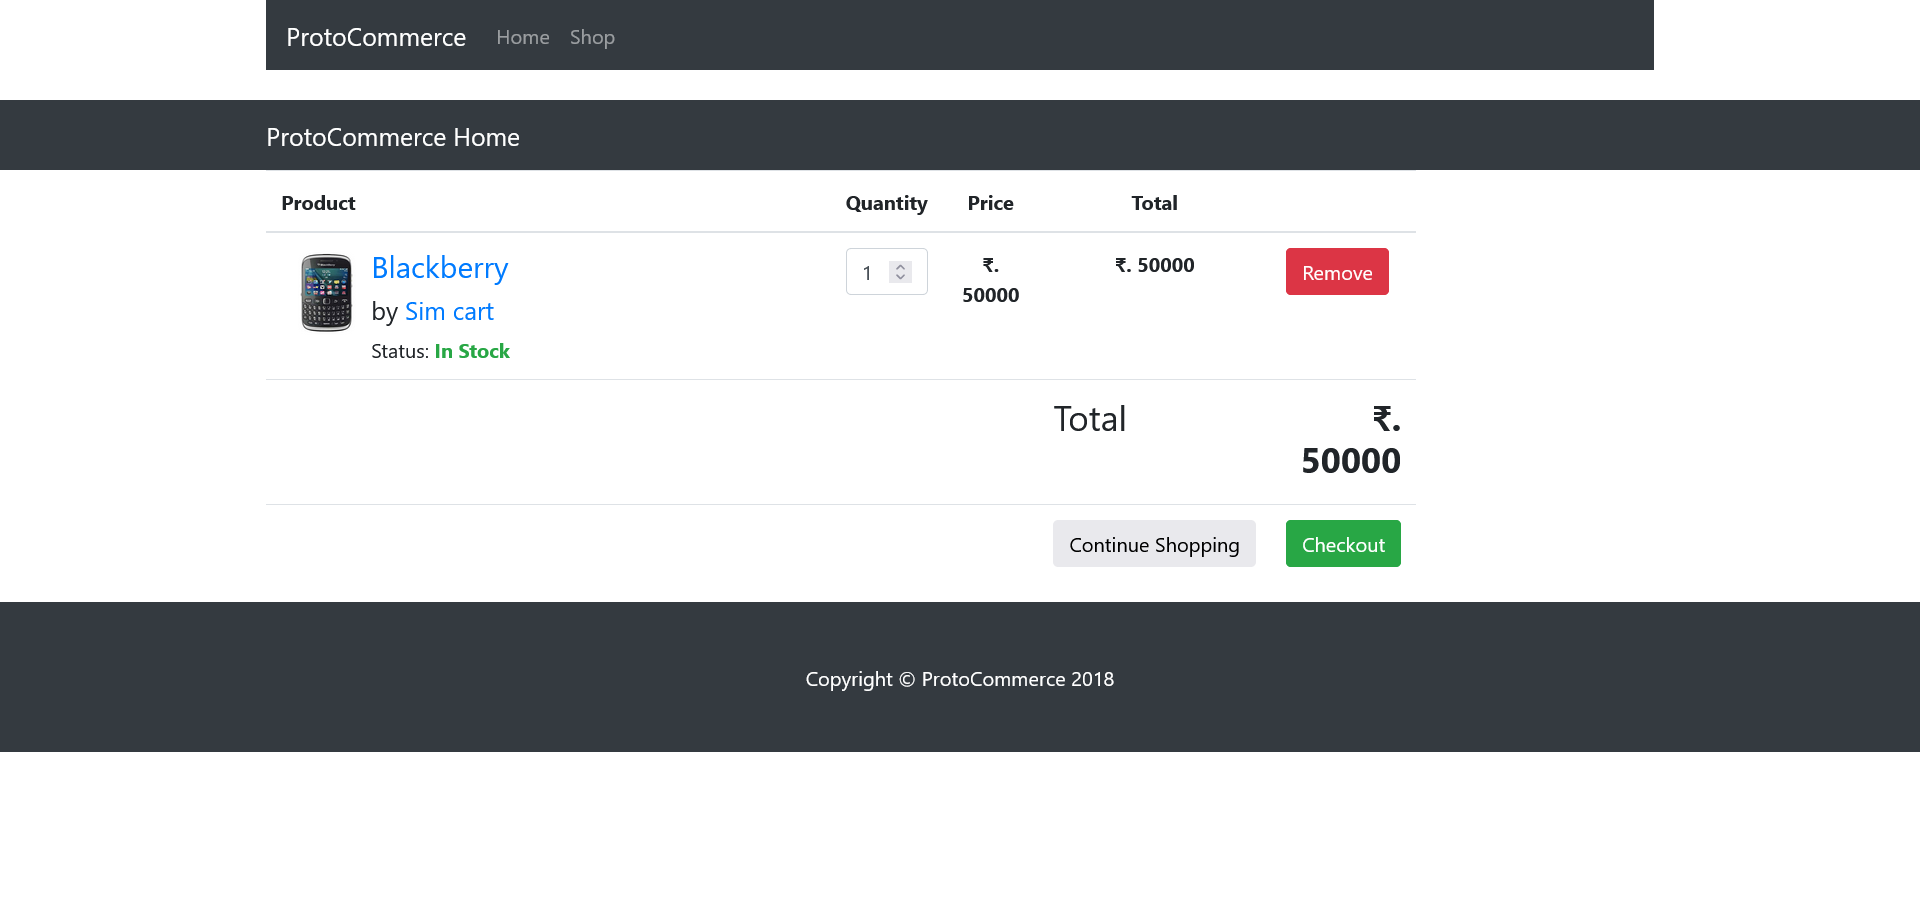 ProtoCommerce Home Shop
ProtoCommerce Home
Product Quantity Price Total
Blackberry 1 ₹. ₹. 50000 Remove
50000
by Sim cart
Status: In Stock
Total ₹.
50000
Continue Shopping Checkout
Copyright © ProtoCommerce 2018